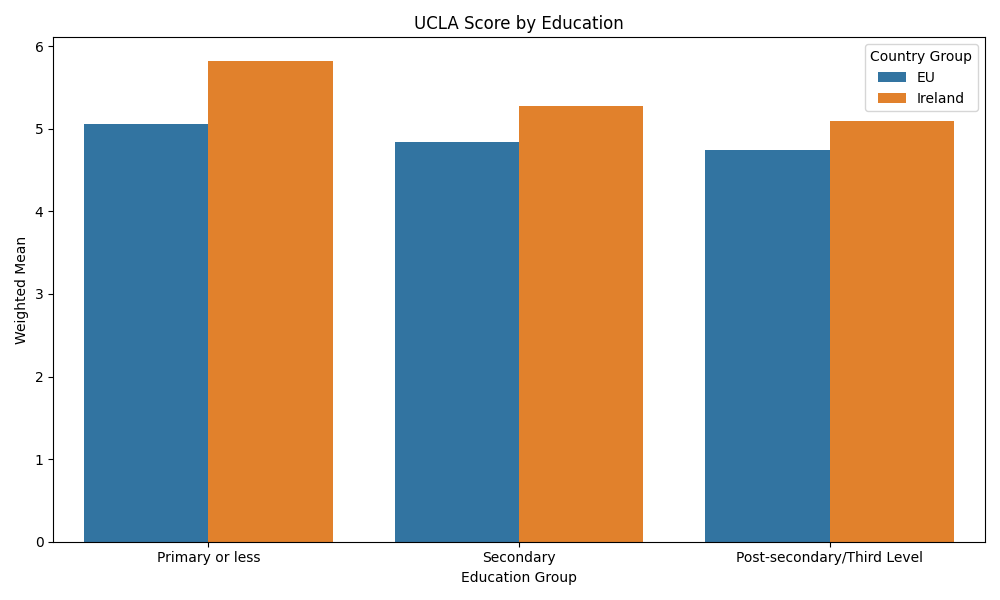 UCLA Score by Education
Country Group
EU
Ireland
Weighted Mean
6
5
4
3
2
1
0
Primary or less
Secondary
Post-secondary/Third Level
Education Group